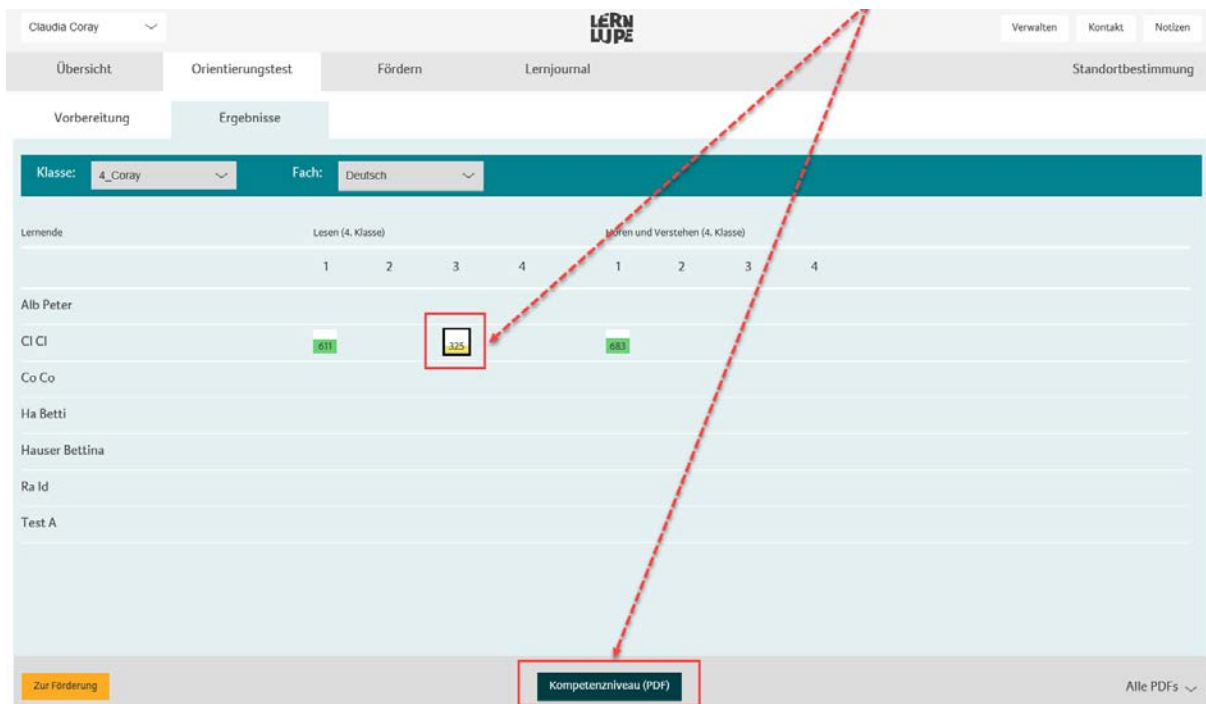 Claudia Coray
LERN
LUPE
Verwalten Kontakt Notizen
Übersicht Orientierungstest Fördern Lernjournal Standortbestimmung
Vorbereitung Ergebnisse
Klasse: 4_Coray Fach: Deutsch
Lernende Lesen (4. Klasse) Hören und Verstehen (4. Klasse)
1 2 3 4 1 2 3 4
Alb Peter
Cl Cl 611 325 683
Co Co
Ha Betti
Hauser Bettina
Ra Id
Test A
Zur Förderung Kompetenzniveau (PDF) Alle PDFs